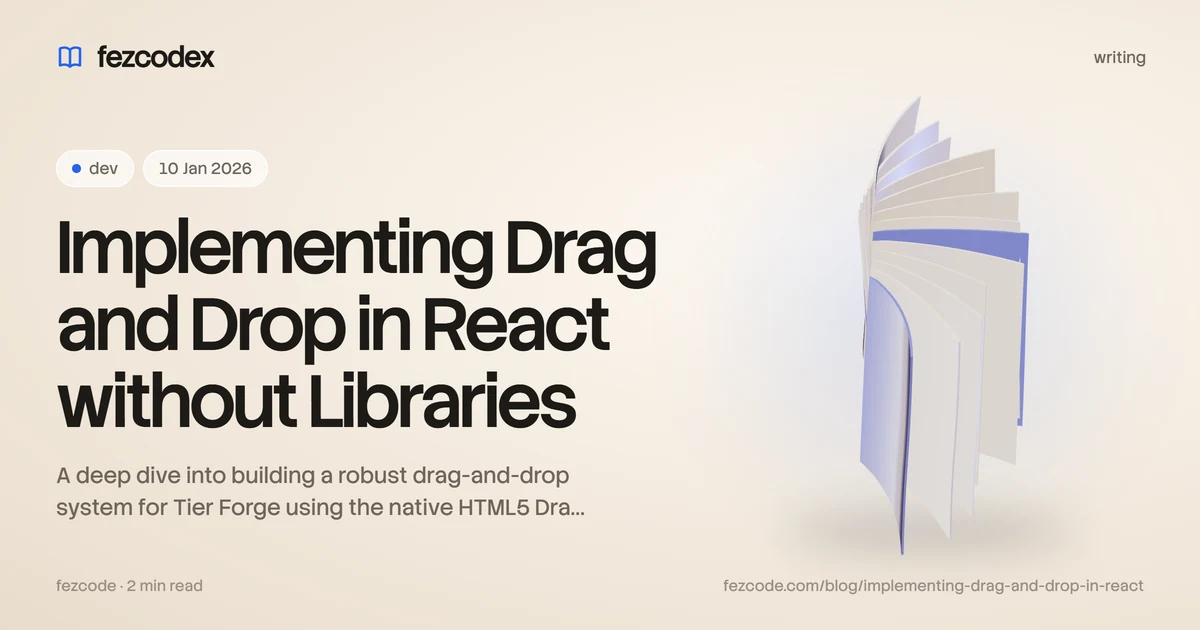 fezcodex
writing
dev
10 Jan 2026
Implementing Drag
and Drop in React
without Libraries
A deep dive into building a robust drag-and-drop
system for Tier Forge using the native HTML5 Dra...
fezcode · 2 min read
fezcode.com/blog/implementing-drag-and-drop-in-react